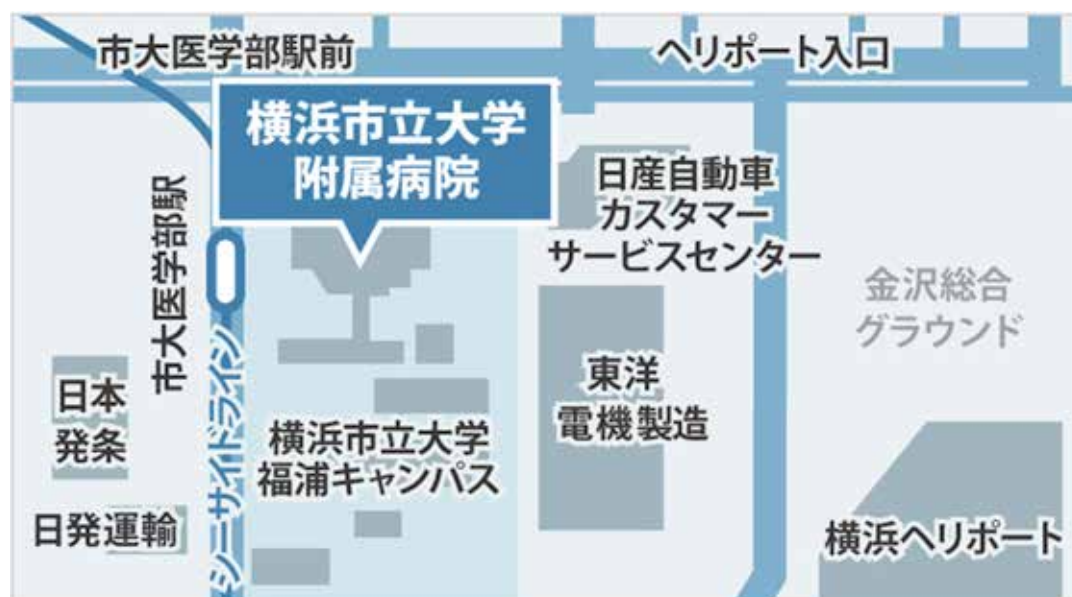 市大医学部駅前
ヘリポート入口
横浜市立大学
附属病院
日産自動車
カスタマー
サービスセンター
市大医学部駅
金沢総合
グラウンド
シーサイドライン
日本
発条
東洋
電機製造
横浜市立大学
福浦キャンパス
日発運輸
横浜ヘリポート